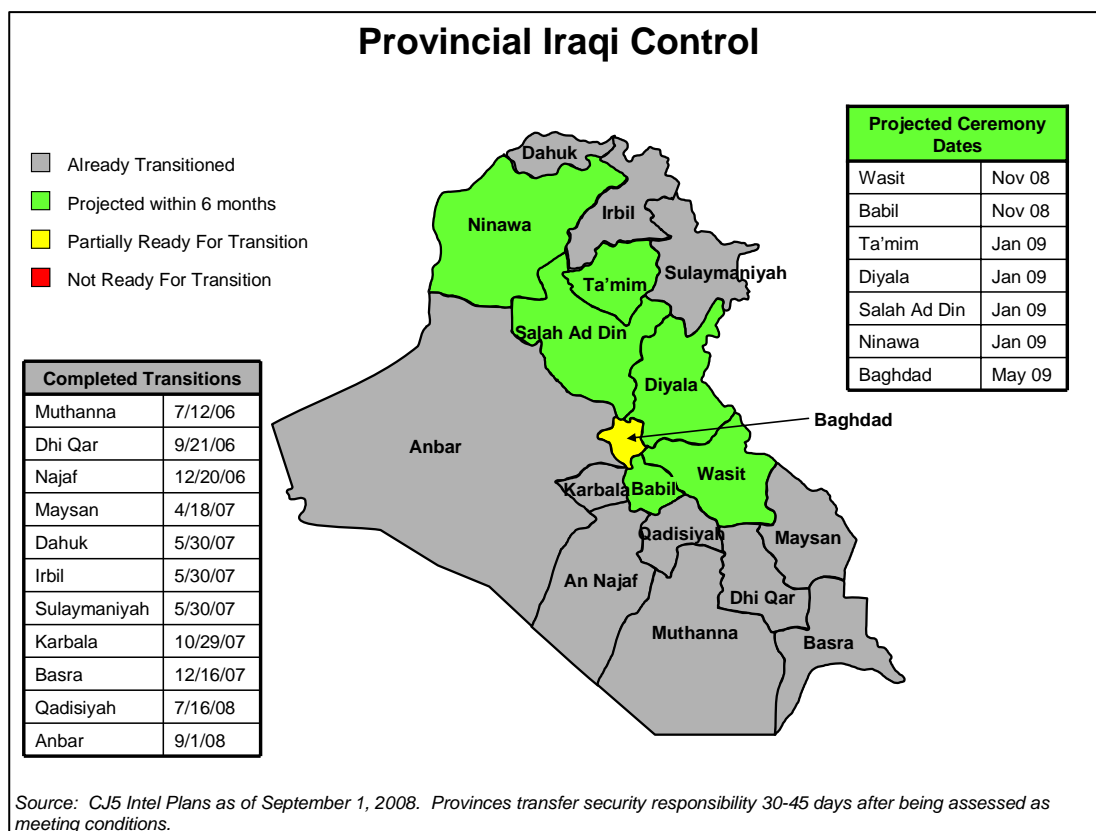 Provincial Iraqi Control
Already Transitioned
Projected within 6 months
Partially Ready For Transition
Not Ready For Transition
Projected Ceremony
Dates
Wasit Nov 08
Babil Nov 08
Ta’mim Jan 09
Diyala Jan 09
Salah Ad Din Jan 09
Ninawa Jan 09
Baghdad May 09
Completed Transitions
Muthanna 7/12/06
Dhi Qar 9/21/06
Najaf 12/20/06
Maysan 4/18/07
Dahuk 5/30/07
Irbil 5/30/07
Sulaymaniyah 5/30/07
Karbala 10/29/07
Basra 12/16/07
Qadisiyah 7/16/08
Anbar 9/1/08
Dahuk
Ninawa
Irbil
Ta’mim
Sulaymaniyah
Salah Ad Din
Diyala
Baghdad
Anbar
Wasit
Karbala
Babil
Qadisiyah
Maysan
An Najaf
Dhi Qar
Muthanna
Basra
Source: CJ5 Intel Plans as of September 1, 2008. Provinces transfer security responsibility 30-45 days after being assessed as
meeting conditions.